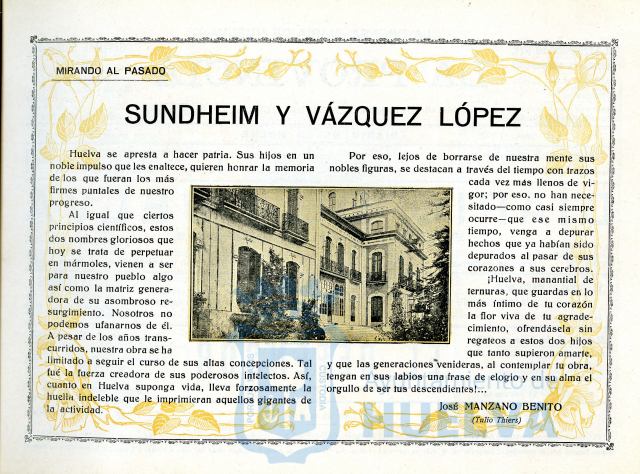 MIRANDO AL PASADO
SUNDHEIM Y VÁZQUEZ LÓPEZ
Huelva se apresta a hacer patria. Sus hijos en un
noble impulso que les enaltece, quieren honrar la memoria
de los que fueran los más
firmes puntales de nuestro
progreso.
Al igual que ciertos
principios científicos, estos
dos nombres gloriosos que
hoy se trata de perpetuar
en mármoles, vienen a ser
para nuestro pueblo algo
así como la matriz genera-
dora de su asombroso re-
surgimiento. Nosotros no
podemos ufanarnos de él.
A pesar de los años trans-
curridos, nuestra obra se ha
limitado a seguir el curso de sus altas concepciones. Tal
fué la fuerza creadora de sus poderosos intelectos. Así,
cuanto en Huelva suponga vida, lleva forzosamente la
huella indeleble que le imprimieran aquellos gigantes de
la actividad.
Por eso, lejos de borrarse de nuestra mente sus
nobles figuras, se destacan a través del tiempo con trazos
cada vez más llenos de vi-
gor; por eso, no han nece-
sitado—como casi siempre
ocurre—que ese mismo
tiempo, venga a depurar
hechos que ya habían sido
depurados al pasar de sus
corazones a sus cerebros.
¡Huelva, manantial de
ternuras, que guardas en lo
más íntimo de tu corazón
la flor viva de tu agrade-
cimiento, ofrendásela sin
regateos a estos dos hijos
que tanto supieron amarte,
y que las generaciones venideras, al contemplar tu obra,
tengan en sus labios una frase de elogio y en su alma el
orgullo de ser tus descendientes!...
José MANZANO BENITO
(Tulio Thiers)
HUELVA